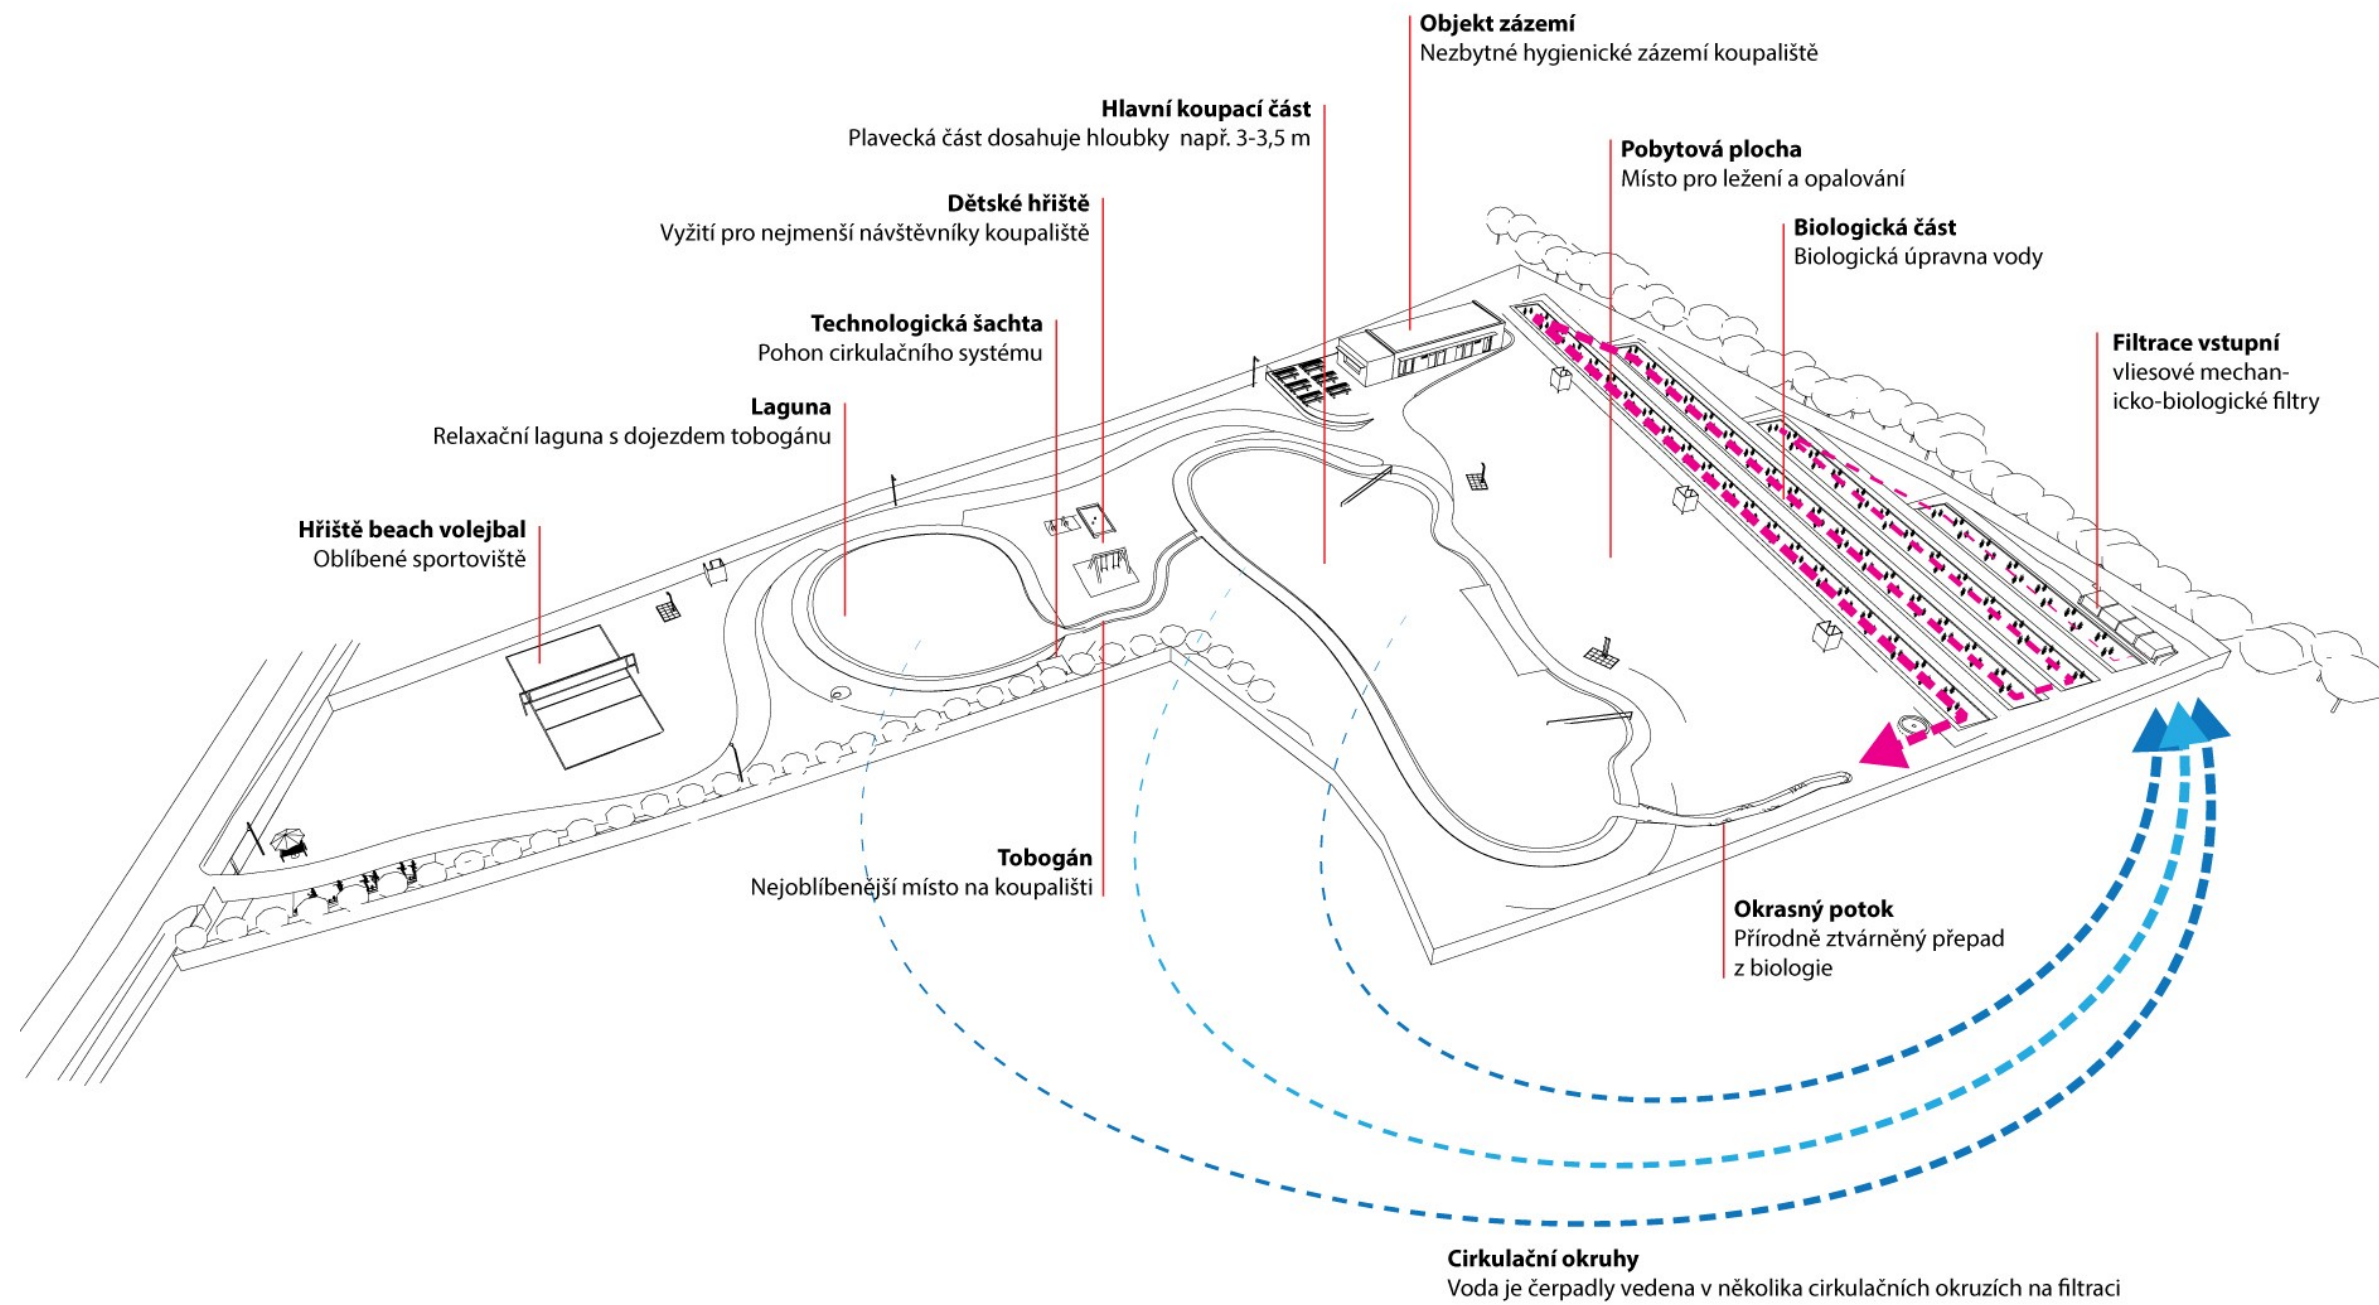 Objekt zázemí
Nezbytné hygienické zázemí koupaliště
Hlavní koupací část
Plavecká část dosahuje hloubky např. 3-3,5 m
Pobytová plocha
Místo pro ležení a opalování
Dětské hřiště
Vyžití pro nejmenší návštěvníky koupaliště
Biologická část
Biologická úpravna vody
Technologická šachta
Pohon cirkulačního systému
Filtrace vstupní
vliesové mechan-
icko-biologické filtry
Laguna
Relaxační laguna s dojezdem tobogánu
Hřiště beach volejbal
Oblíbené sportoviště
Tobogán
Nejoblíbenější místo na koupališti
Okrasný potok
Přírodně ztvárněný přepad
z biologie
Cirkulační okruhy
Voda je čerpadly vedena v několika cirkulačních okruzích na filtraci